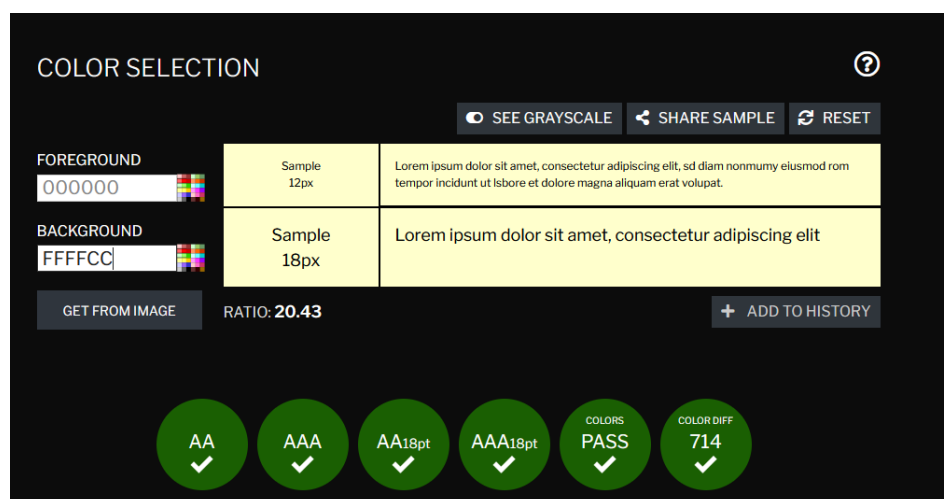 COLOR SELECTION
SEE GRAYSCALE
SHARE SAMPLE
RESET
FOREGROUND
000000
Sample
12px
Lorem ipsum dolor sit amet, consectetur adipiscing elit, sd diam nonmumy eiusmod rom
tempor incidunt ut lsbore et dolore magna aliquam erat volupat.
BACKGROUND
FFFFCC
Sample
18px
Lorem ipsum dolor sit amet, consectetur adipiscing elit
GET FROM IMAGE
RATIO: 20.43
+ ADD TO HISTORY
AA
AAA
AA18pt
AAA18pt
COLORS
PASS
COLOR DIFF
714